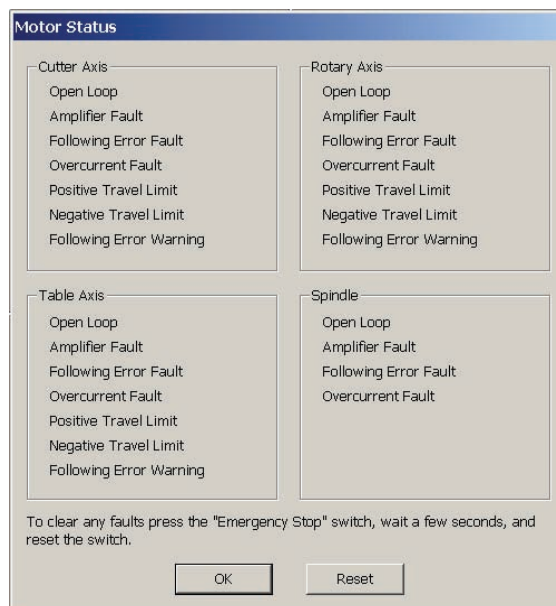 Motor Status
Cutter Axis
Open Loop
Amplifier Fault
Following Error Fault
Overcurrent Fault
Positive Travel Limit
Negative Travel Limit
Following Error Warning
Rotary Axis
Open Loop
Amplifier Fault
Following Error Fault
Overcurrent Fault
Positive Travel Limit
Negative Travel Limit
Following Error Warning
Table Axis
Open Loop
Amplifier Fault
Following Error Fault
Overcurrent Fault
Positive Travel Limit
Negative Travel Limit
Following Error Warning
Spindle
Open Loop
Amplifier Fault
Following Error Fault
Overcurrent Fault
To clear any faults press the "Emergency Stop" switch, wait a few seconds, and
reset the switch.
OK
Reset